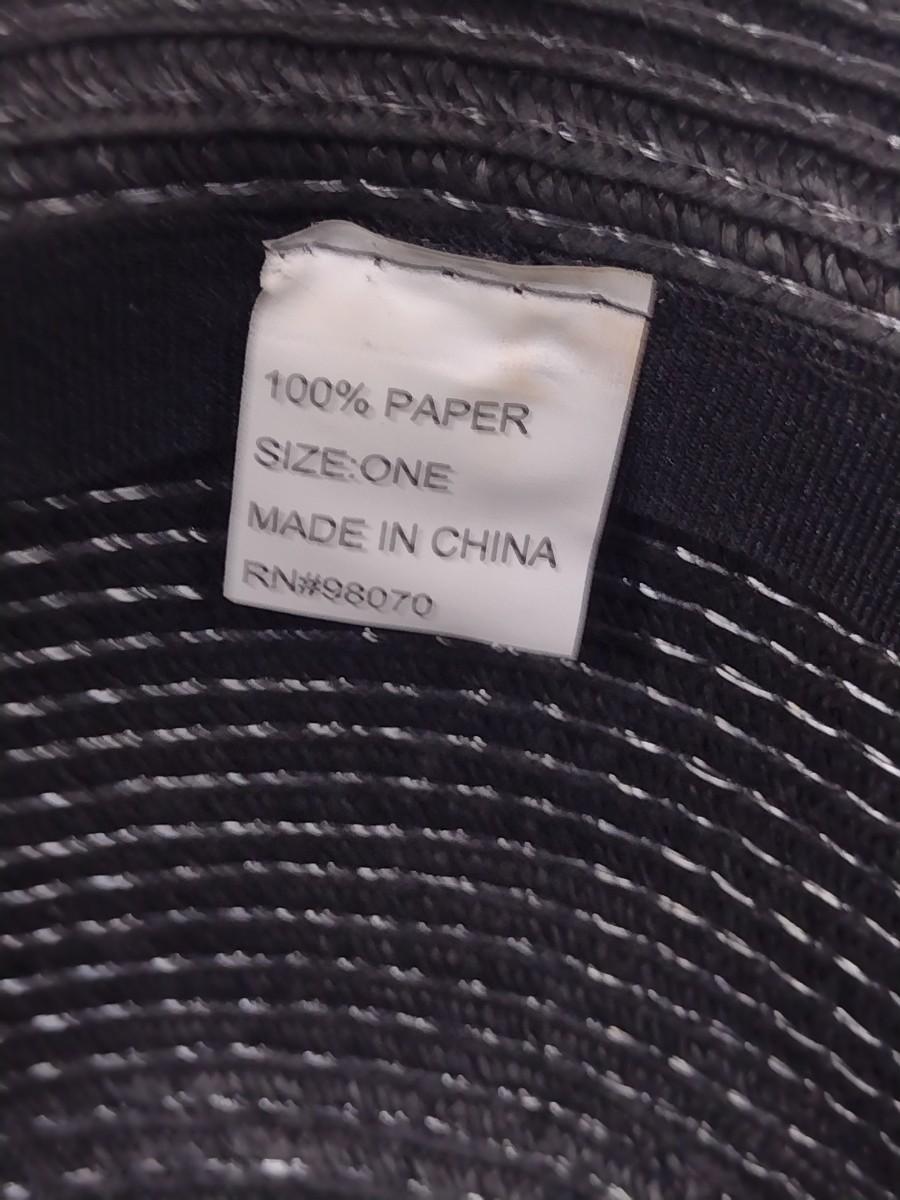 100% PAPER
SIZE:ONE
MADE IN CHINA
RN#98070